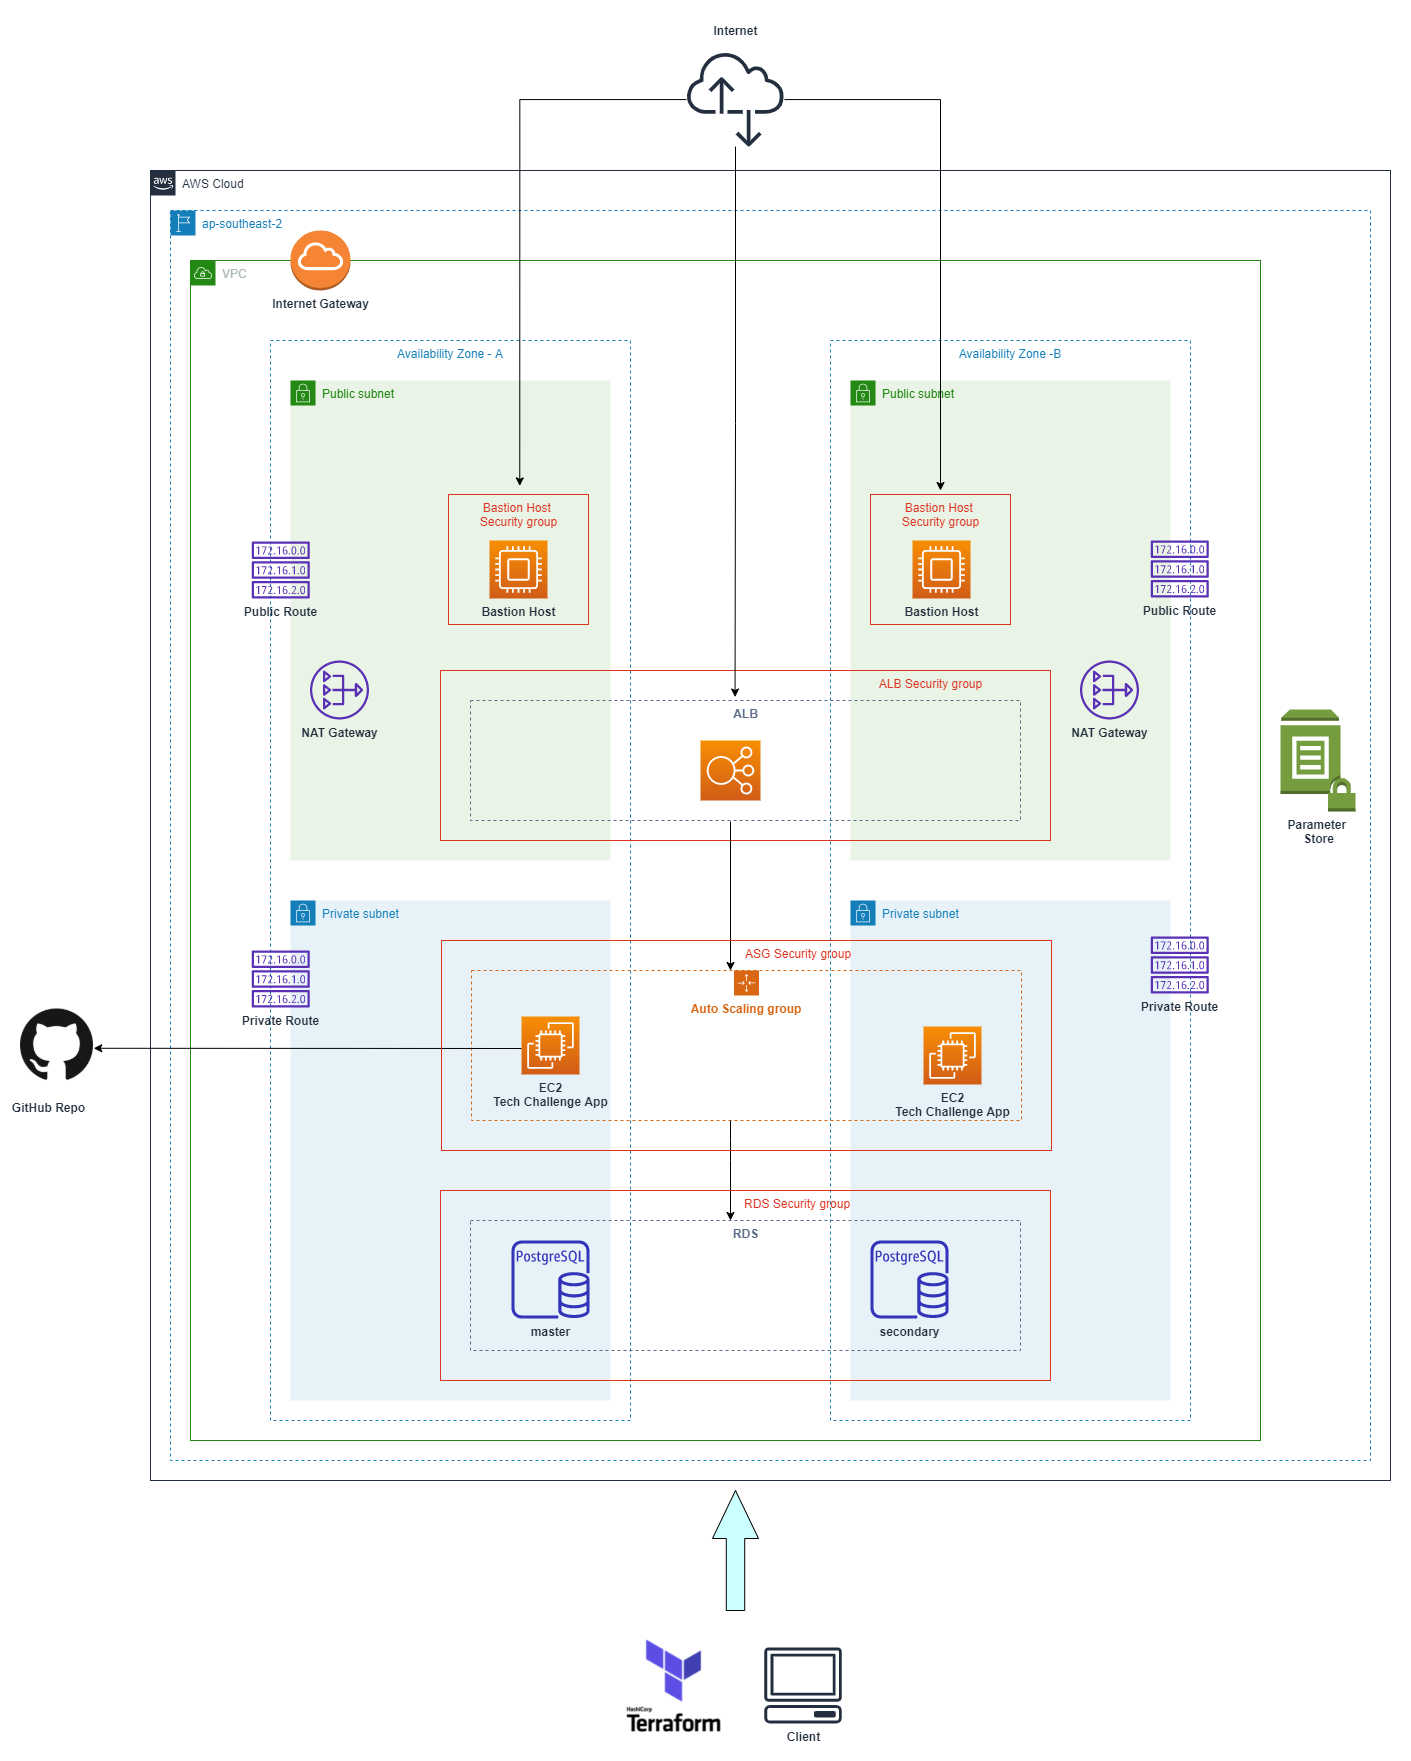 Internet
aws
AWS Cloud
ap-southeast-2
VPC
Internet Gateway
Availability Zone - A
Availability Zone -B
Public subnet
Public subnet
Bastion Host
Security group
Bastion Host
Bastion Host
Security group
Bastion Host
172.16.0.0
172.16.1.0
172.16.2.0
Public Route
172.16.0.0
172.16.1.0
172.16.2.0
Public Route
NAT Gateway
ALB Security group
ALB
NAT Gateway
Parameter
Store
Private subnet
Private subnet
ASG Security group
172.16.0.0
172.16.1.0
172.16.2.0
Private Route
Auto Scaling group
172.16.0.0
172.16.1.0
172.16.2.0
Private Route
GitHub Repo
EC2
Tech Challenge App
EC2
Tech Challenge App
RDS Security group
RDS
PostgreSQL
master
PostgreSQL
secondary
HashiCorp
Terraform
Client